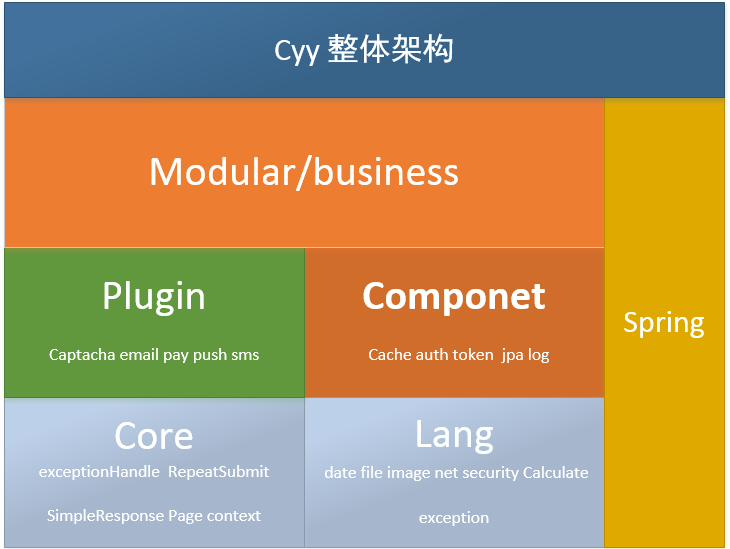 Cyy 整体架构
Modular/business
Plugin
Captacha email pay push sms
Componet
Cache auth token jpa log
Spring
Core
exceptionHandle RepeatSubmit
SimpleResponse Page context
Lang
date file image net security Calculate
exception